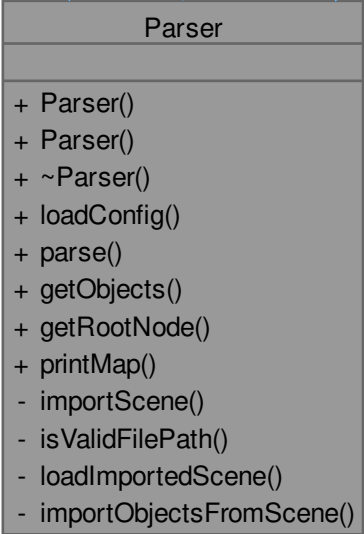 Parser
+ Parser()
+ Parser()
+ ~Parser()
+ loadConfig()
+ parse()
+ getObjects()
+ getRootNode()
+ printMap()
- importScene()
- isValidFilePath()
- loadImportedScene()
- importObjectsFromScene()